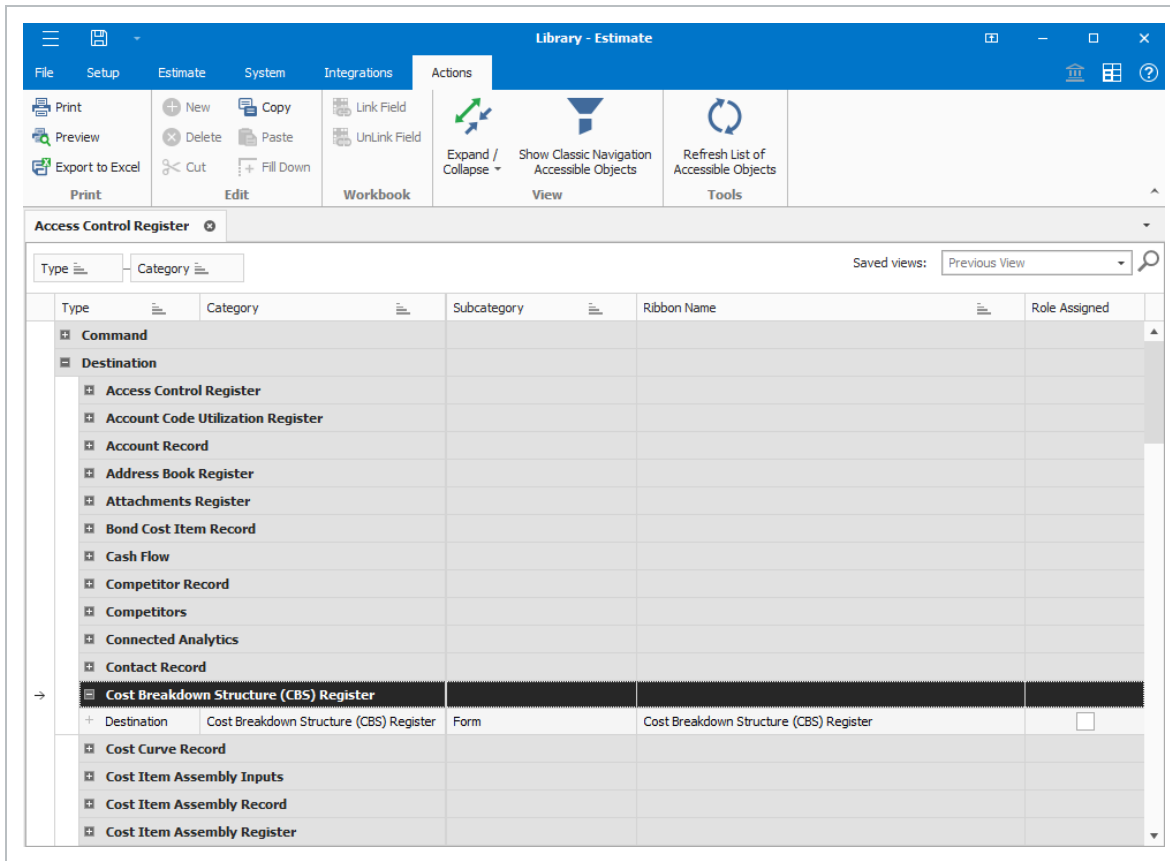 Library - Estimate
File Setup Estimate System Integrations Actions
Print New Copy Link Field
Preview Delete Paste UnLink Field
Export to Excel Cut Fill Down
Expand / Show Classic Navigation Refresh List of
Collapse Accessible Objects Accessible Objects
Print Edit Workbook View Tools
Access Control Register
Type Category Saved views: Previous View
Type Category Subcategory Ribbon Name Role Assigned
Command
Destination
Access Control Register
Account Code Utilization Register
Account Record
Address Book Register
Attachments Register
Bond Cost Item Record
Cash Flow
Competitor Record
Competitors
Connected Analytics
Contact Record
Cost Breakdown Structure (CBS) Register
Destination Cost Breakdown Structure (CBS) Register Form Cost Breakdown Structure (CBS) Register
Cost Curve Record
Cost Item Assembly Inputs
Cost Item Assembly Record
Cost Item Assembly Register